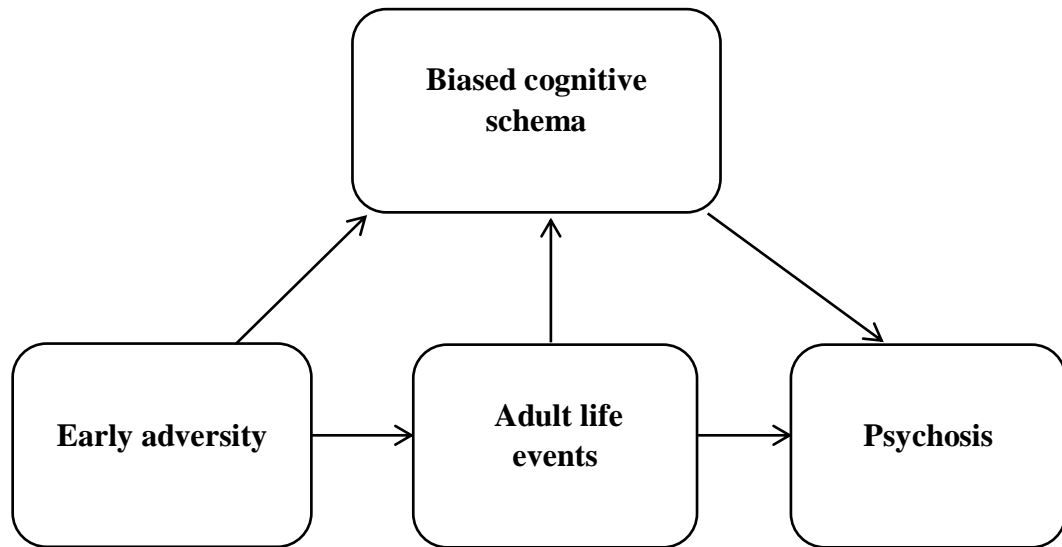 Biased cognitive
schema
Early adversity
Adult life
events
Psychosis